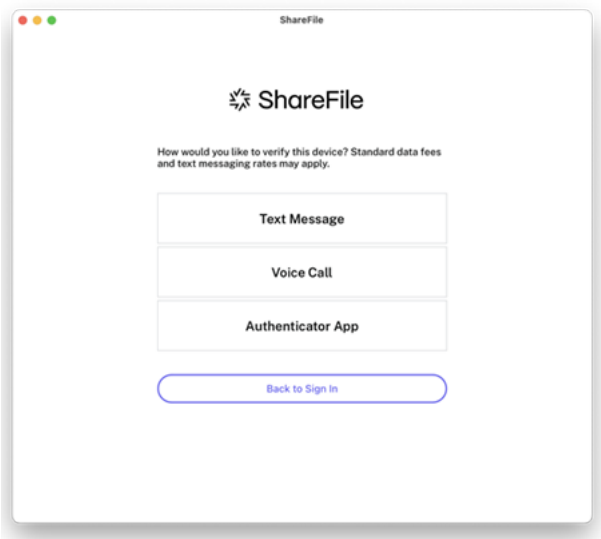 ShareFile
ShareFile
How would you like to verify this device? Standard data fees
and text messaging rates may apply.
Text Message
Voice Call
Authenticator App
Back to Sign In